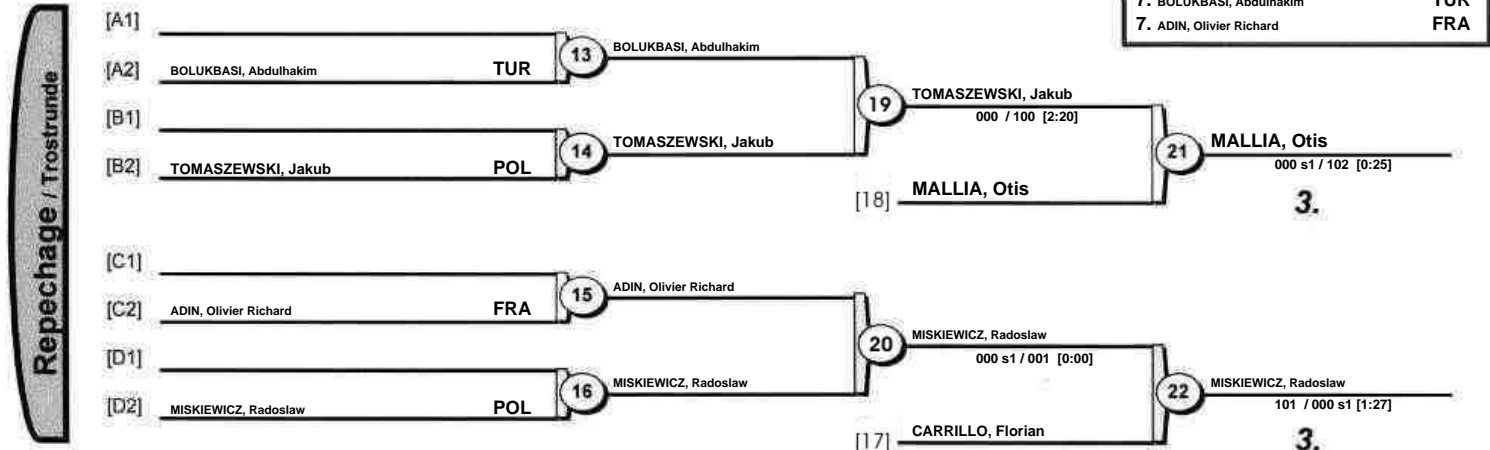 7. BOLUKBASI, Abdulhakim TUR
7. ADIN, Olivier Richard FRA
Repechage / Trostrunde
[A1]
13 BOLUKBASI, Abdulhakim
[A2] BOLUKBASI, Abdulhakim TUR
19 TOMASZEWSKI, Jakub
000 / 100 [2:20]
[B1]
14 TOMASZEWSKI, Jakub
21 MALLIA, Otis
000 s1 / 102 [0:25]
[B2] TOMASZEWSKI, Jakub POL
[18] MALLIA, Otis
3.
[C1]
15 ADIN, Olivier Richard
[C2] ADIN, Olivier Richard FRA
20 MISKIEWICZ, Radoslaw
000 s1 / 001 [0:00]
[D1]
16 MISKIEWICZ, Radoslaw
22 MISKIEWICZ, Radoslaw
101 / 000 s1 [1:27]
[D2] MISKIEWICZ, Radoslaw POL
[17] CARRILLO, Florian
3.